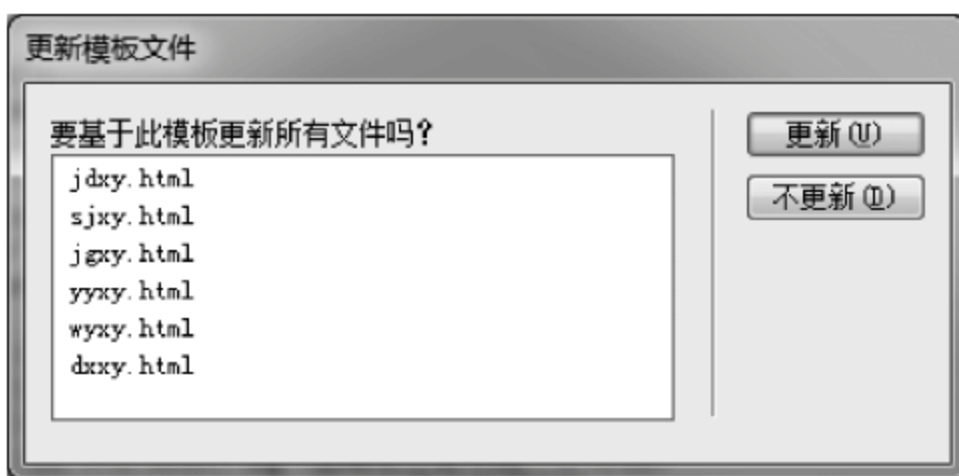 更新模板文件
要基于此模板更新所有文件吗?
jdxy.html
sjxy.html
jgxy.html
yyxy.html
wyxy.html
dxxy.html
更新(U)
不更新(D)